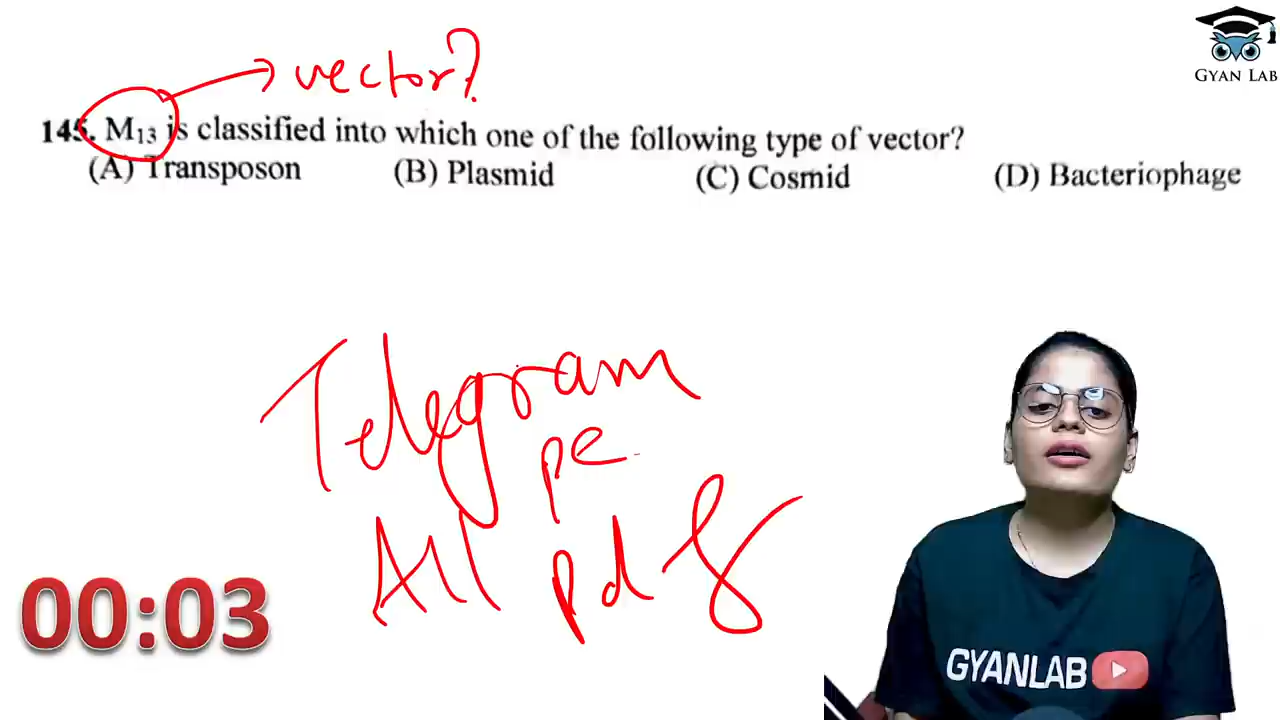 GYAN LAB
vector?
145. M13 is classified into which one of the following type of vector?
(A) Transposon (B) Plasmid (C) Cosmid (D) Bacteriophage
Telegram
pe
All pdf
00:03
GYANLAB